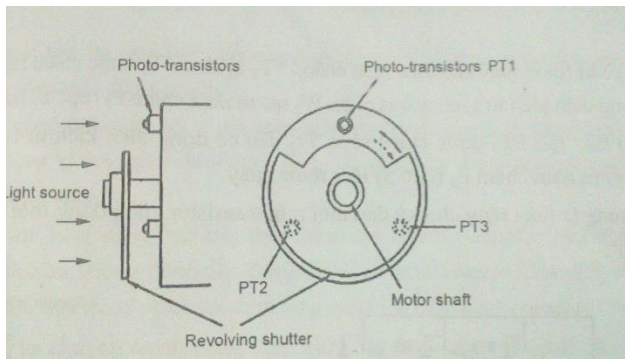 Photo-transistors
Photo-transistors PT1
Light source
PT2
PT3
Motor shaft
Revolving shutter